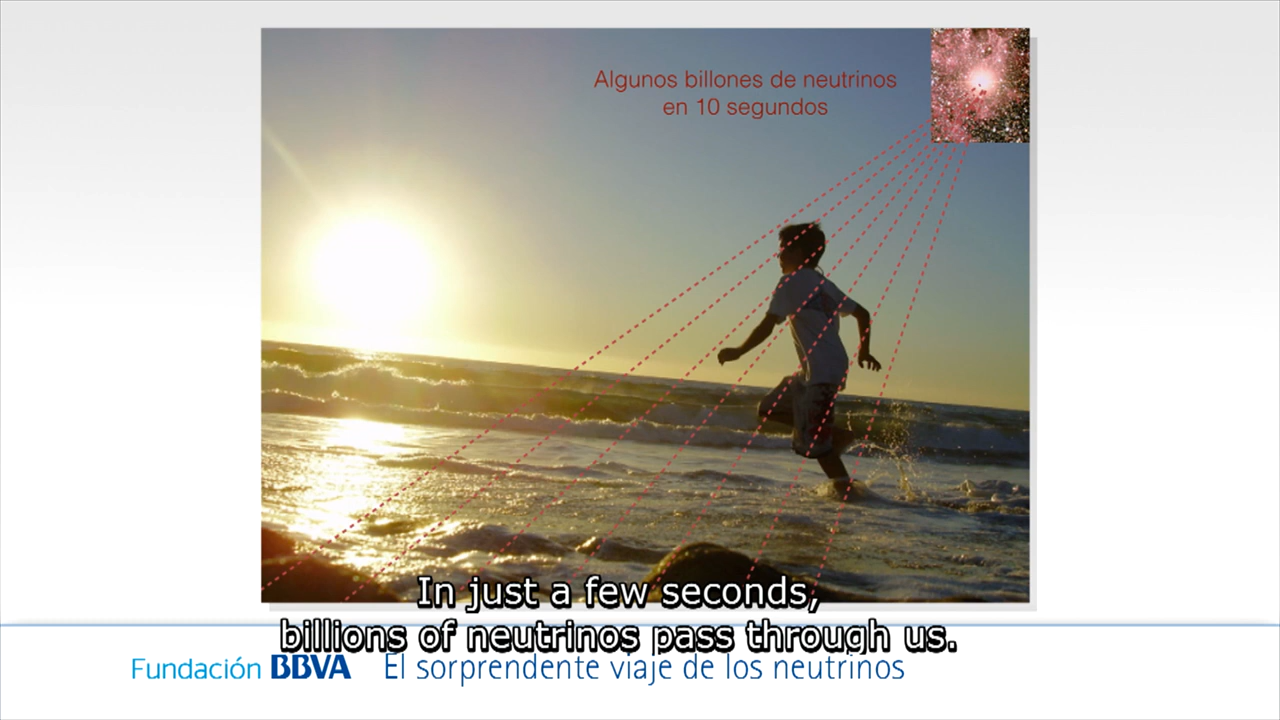 Algunos billones de neutrinos
en 10 segundos
In just a few seconds,
billions of neutrinos pass through us.
Fundación BBVA El sorprendente viaje de los neutrinos